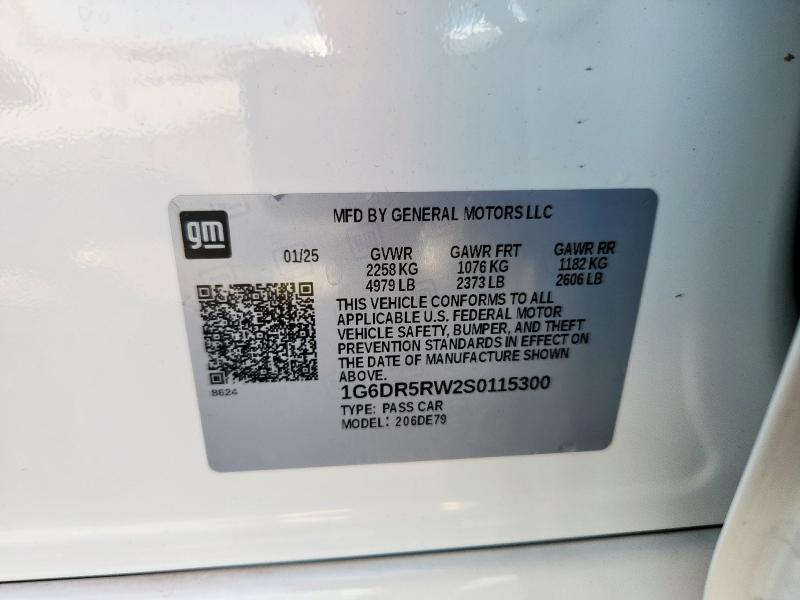 gm
MFD BY GENERAL MOTORS LLC
01/25 GVWR GAWR FRT GAWR RR
2258 KG 1076 KG 1182 KG
4979 LB 2373 LB 2606 LB
THIS VEHICLE CONFORMS TO ALL
APPLICABLE U.S. FEDERAL MOTOR
VEHICLE SAFETY, BUMPER, AND THEFT
PREVENTION STANDARDS IN EFFECT ON
THE DATE OF MANUFACTURE SHOWN
ABOVE.
8624
1G6DR5RW2S0115300
TYPE: PASS CAR
MODEL: 206DE79